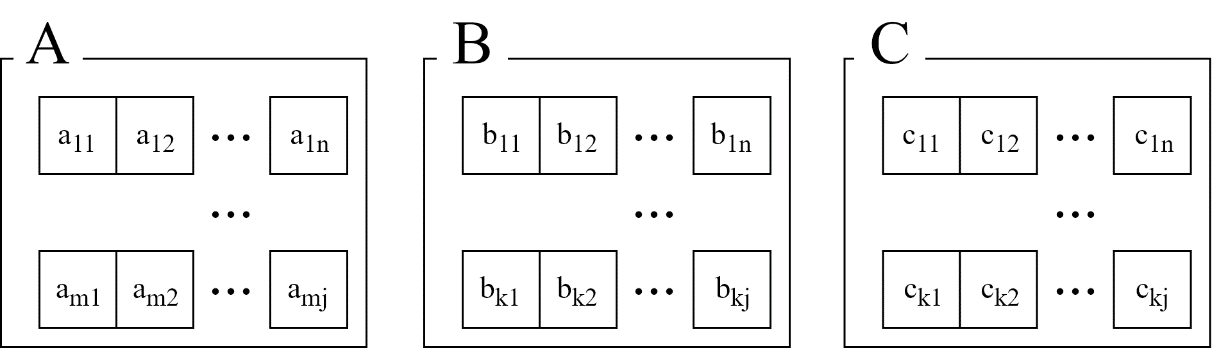 A B C
a11 a12 ••• a1n b11 b12 ••• b1n c11 c12 ••• c1n
••• ••• •••
am1 am2 ••• amj bk1 bk2 ••• bkj ck1 ck2 ••• ckj